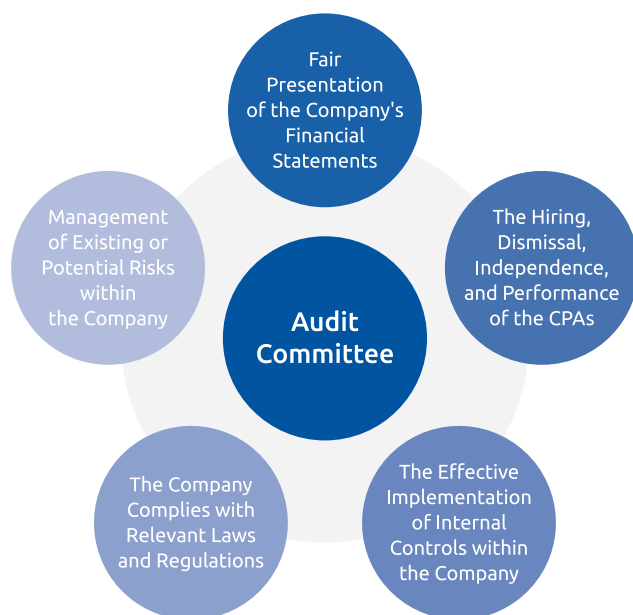 Fair
Presentation
of the Company's
Financial
Statements
The Hiring,
Dismissal,
Independence,
and Performance
of the CPAs
The Effective
Implementation
of Internal
Controls within
the Company
The Company
Complies with
Relevant Laws
and Regulations
Management
of Existing or
Potential Risks
within
the Company
Audit
Committee